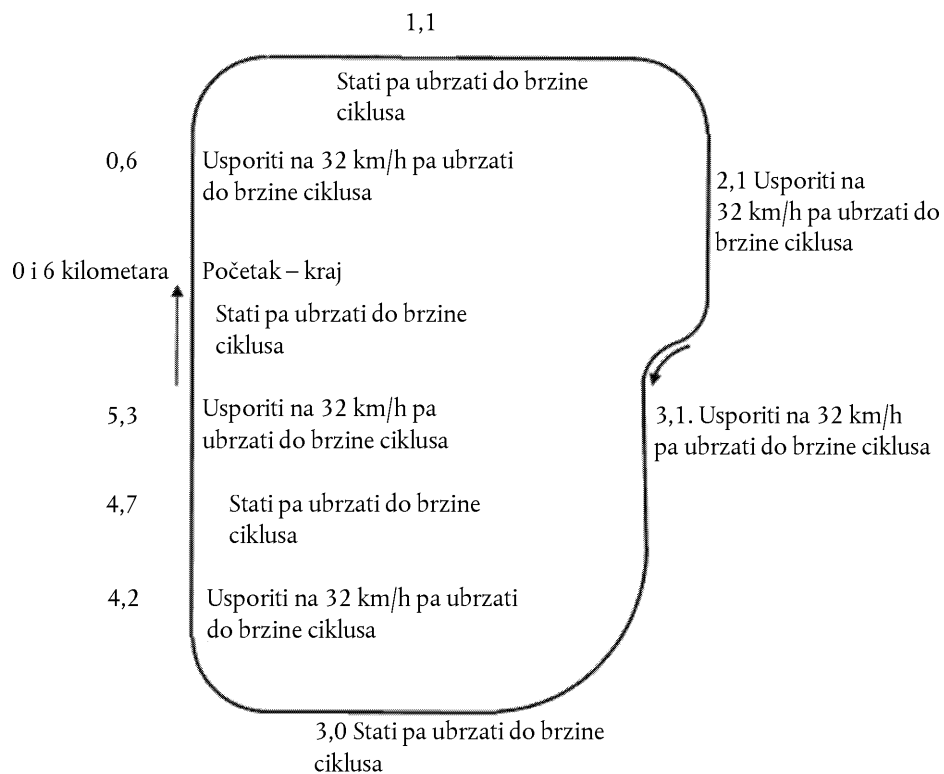 1,1
Stati pa ubrzati do brzine
ciklusa
0,6
Usporiti na 32 km/h pa ubrzati
do brzine ciklusa
2,1 Usporiti na
32 km/h pa ubrzati do
brzine ciklusa
0 i 6 kilometara
Početak – kraj
Stati pa ubrzati do brzine
ciklusa
5,3
Usporiti na 32 km/h pa
ubrzati do brzine ciklusa
3,1. Usporiti na 32 km/h
pa ubrzati do brzine ciklusa
4,7
Stati pa ubrzati do brzine
ciklusa
4,2
Usporiti na 32 km/h pa ubrzati
do brzine ciklusa
3,0 Stati pa ubrzati do brzine
ciklusa